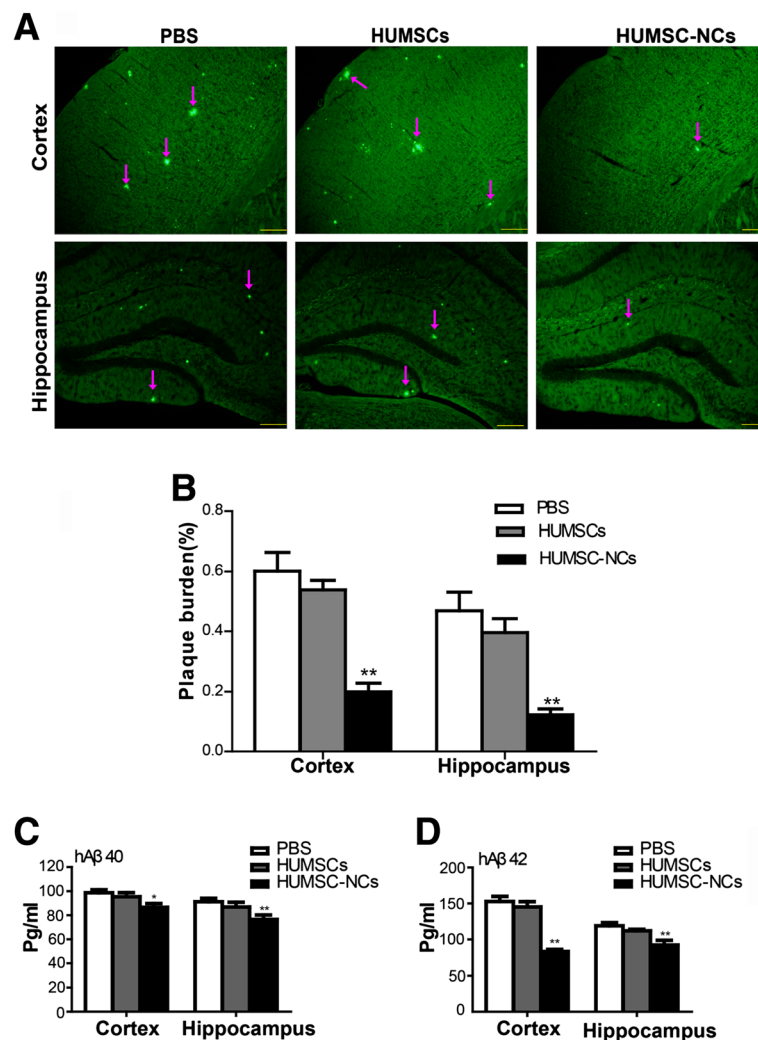 A
PBS HUMSCs HUMSC-NCs
Cortex
Hippocampus
B
0.8
0.6
0.4
0.2
0.0
Plaque burden(%)
PBS
HUMSCs
HUMSC-NCs
**
**
Cortex Hippocampus
C
hAβ 40
PBS
HUMSCs
HUMSC-NCs
120
100
80
60
40
20
0
Pg/ml
*
**
Cortex Hippocampus
D
hAβ 42
PBS
HUMSCs
HUMSC-NCs
200
150
100
50
0
Pg/ml
**
**
Cortex Hippocampus